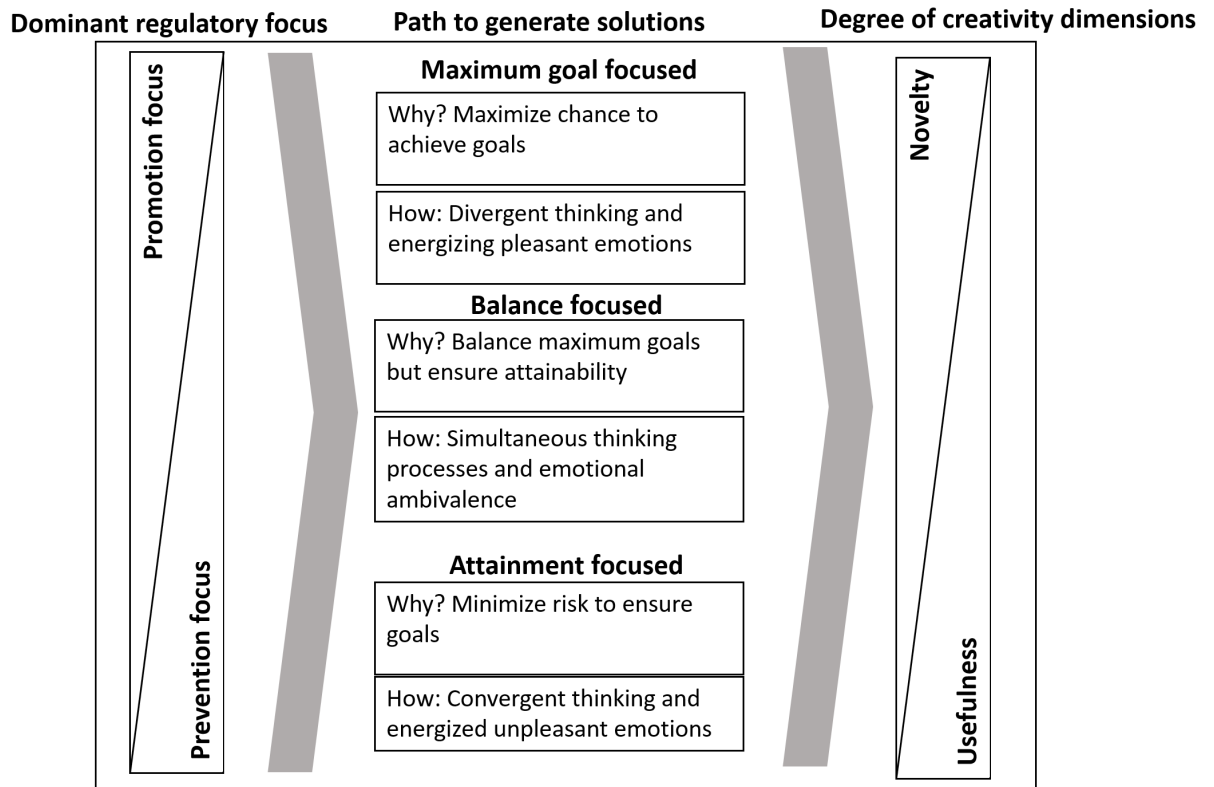 Dominant regulatory focus
Path to generate solutions
Degree of creativity dimensions
Promotion focus
Prevention focus
Maximum goal focused
Why? Maximize chance to
achieve goals
How: Divergent thinking and
energizing pleasant emotions
Balance focused
Why? Balance maximum goals
but ensure attainability
How: Simultaneous thinking
processes and emotional
ambivalence
Attainment focused
Why? Minimize risk to ensure
goals
How: Convergent thinking and
energized unpleasant emotions
Novelty
Usefulness